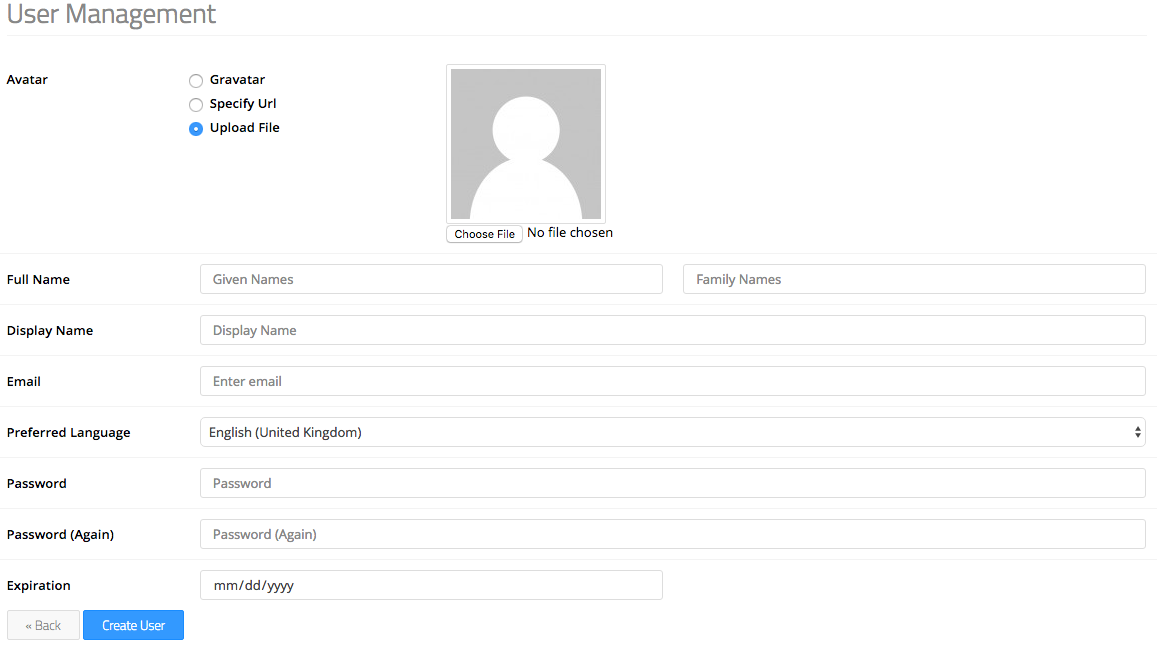 User Management
Avatar
Gravatar
Specify Url
Upload File
Choose File No file chosen
Full Name Given Names Family Names
Display Name Display Name
Email Enter email
Preferred Language English (United Kingdom)
Password Password
Password (Again) Password (Again)
Expiration mm/dd/yyyy
« Back Create User